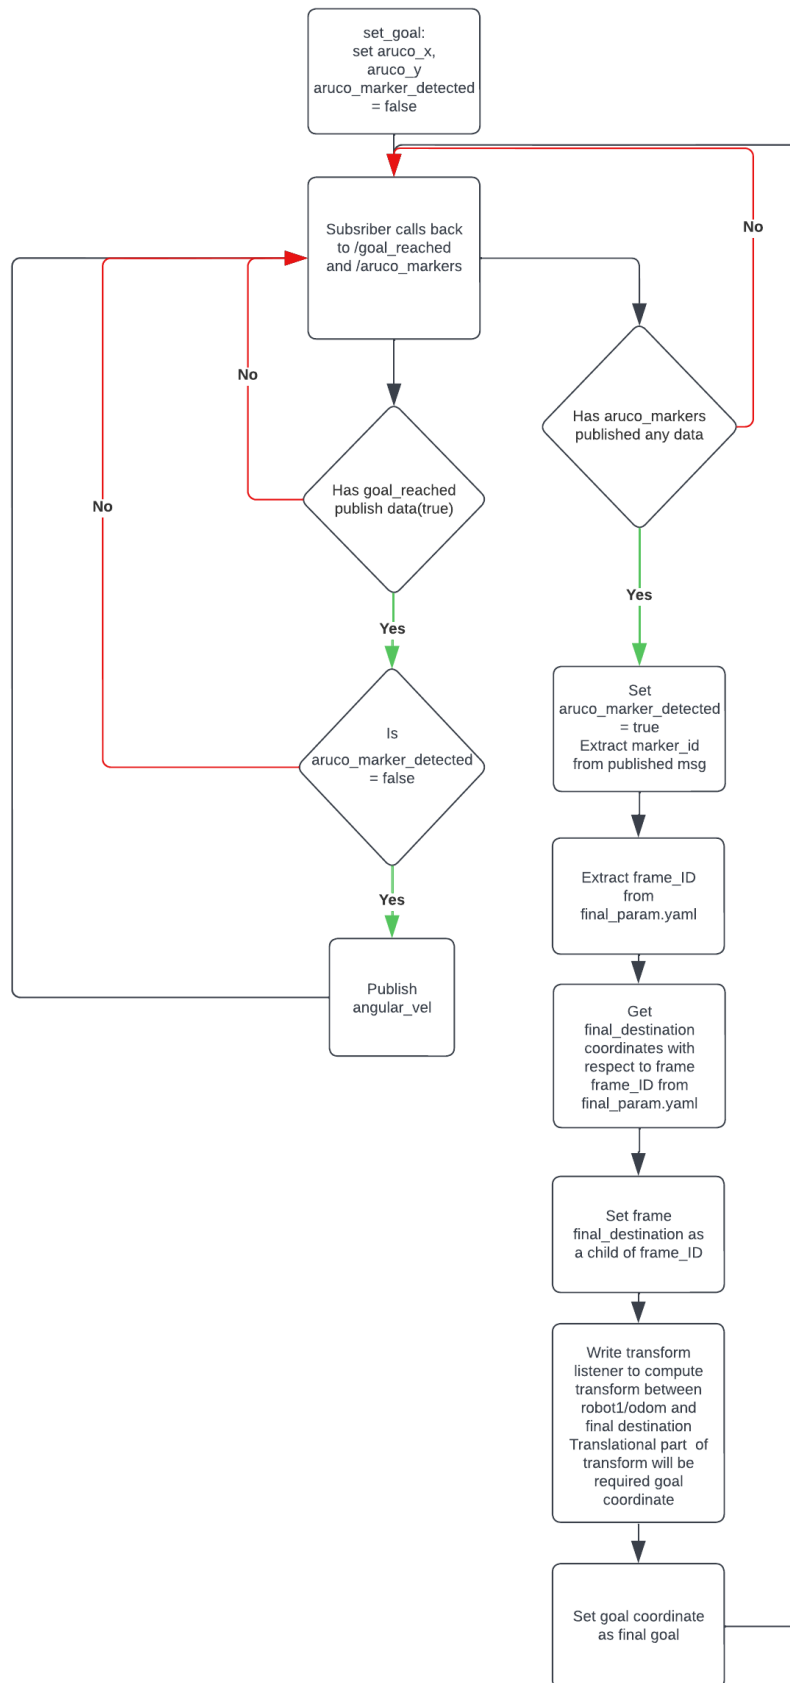 set_goal:
set aruco_x,
aruco_y
aruco_marker_detected
= false
No
Subsriber calls back
to /goal_reached
and /aruco_markers
No
Has aruco_markers
published any data
Has goal_reached
publish data(true)
No
Yes
Yes
Set
aruco_marker_detected
= true
Extract marker_id
from published msg
Is
aruco_marker_detected
= false
Yes
Extract frame_ID
from
final_param.yaml
Publish
angular_vel
Get
final_destination
coordinates with
respect to frame
frame_ID from
final_param.yaml
Set frame
final_destination as
a child of frame_ID
Write transform
listener to compute
transform between
robot1/odom and
final destination
Translational part of
transform will be
required goal
coordinate
Set goal coordinate
as final goal